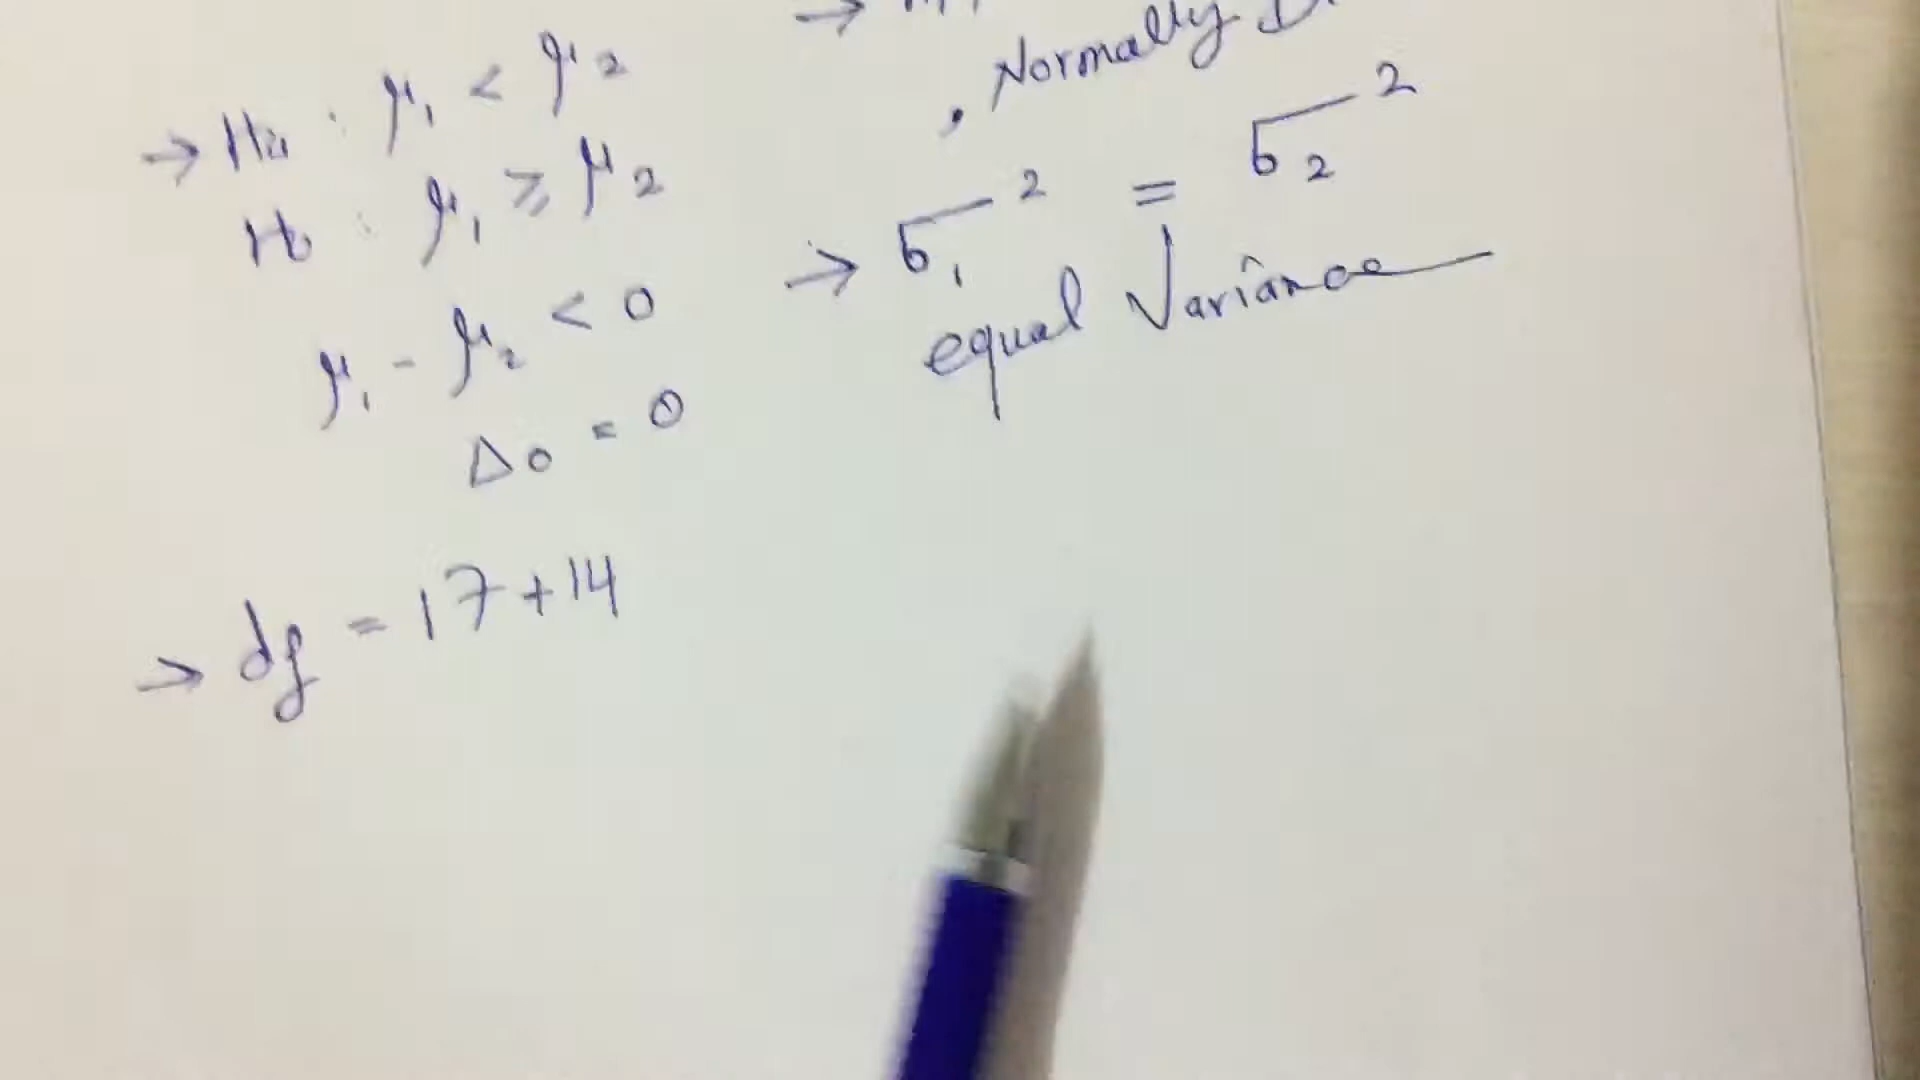 → Ha : μ₁ < μ₂
H₀ : μ₁ ≥ μ₂
μ₁ - μ₂ < 0
Δ₀ = 0
→ df = 17 + 14
→
, Normally D
→ σ₁² = σ₂²
equal Variance